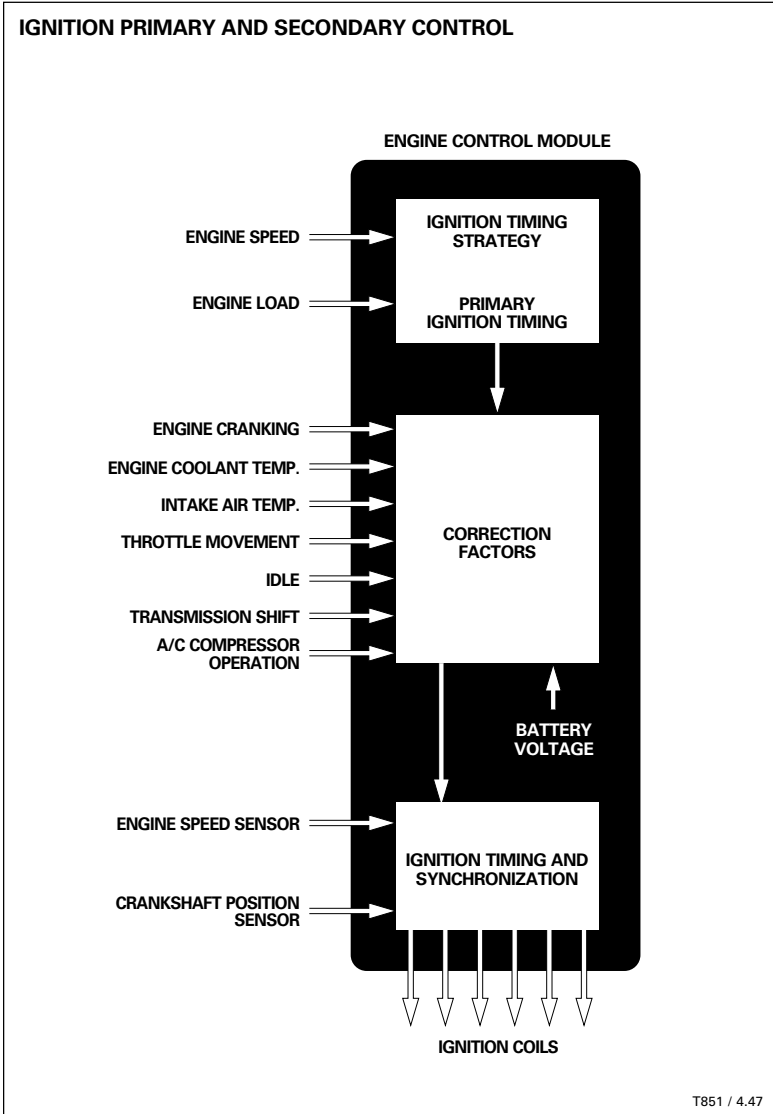 IGNITION PRIMARY AND SECONDARY CONTROL
ENGINE CONTROL MODULE
IGNITION TIMING
STRATEGY
ENGINE SPEED
ENGINE LOAD
PRIMARY
IGNITION TIMING
ENGINE CRANKING
ENGINE COOLANT TEMP.
INTAKE AIR TEMP.
THROTTLE MOVEMENT
IDLE
TRANSMISSION SHIFT
A/C COMPRESSOR
OPERATION
CORRECTION
FACTORS
BATTERY
VOLTAGE
ENGINE SPEED SENSOR
CRANKSHAFT POSITION
SENSOR
IGNITION TIMING AND
SYNCHRONIZATION
IGNITION COILS
T851 / 4.47